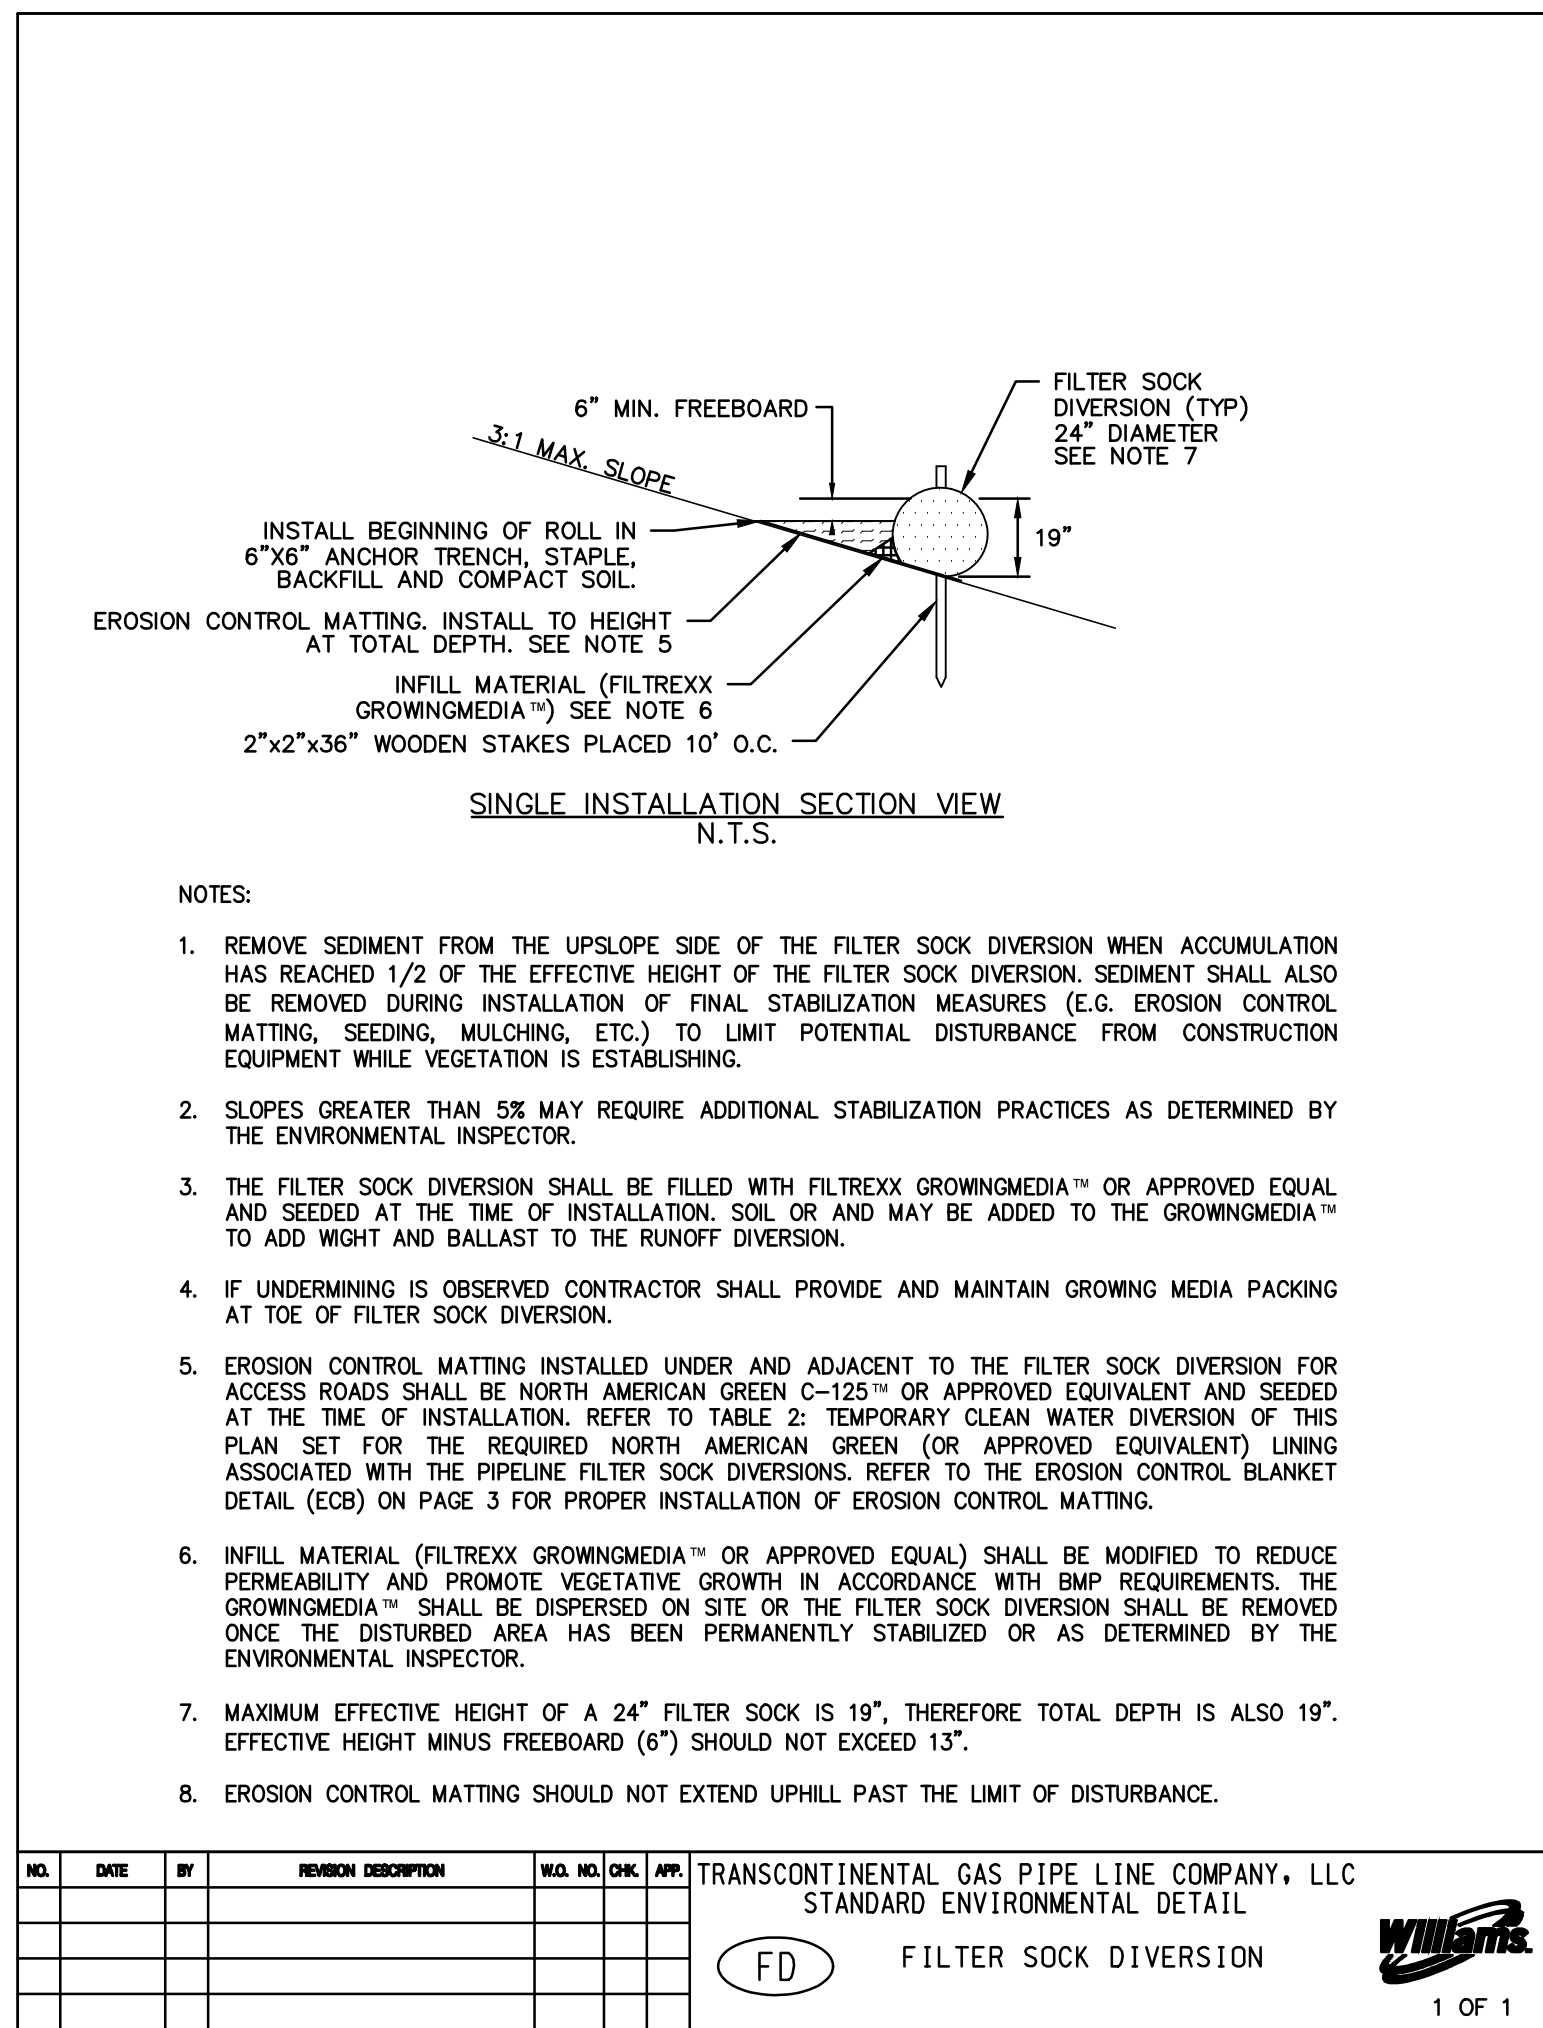 6" MIN. FREEBOARD
FILTER SOCK
DIVERSION (TYP)
24" DIAMETER
SEE NOTE 7
3:1 MAX. SLOPE
INSTALL BEGINNING OF ROLL IN
6"X6" ANCHOR TRENCH, STAPLE,
BACKFILL AND COMPACT SOIL.
19"
EROSION CONTROL MATTING. INSTALL TO HEIGHT
AT TOTAL DEPTH. SEE NOTE 5
INFILL MATERIAL (FILTREXX
GROWINGMEDIA™) SEE NOTE 6
2"x2"x36" WOODEN STAKES PLACED 10' O.C.
SINGLE INSTALLATION SECTION VIEW
N.T.S.
NOTES:
1. REMOVE SEDIMENT FROM THE UPSLOPE SIDE OF THE FILTER SOCK DIVERSION WHEN ACCUMULATION
HAS REACHED 1/2 OF THE EFFECTIVE HEIGHT OF THE FILTER SOCK DIVERSION. SEDIMENT SHALL ALSO
BE REMOVED DURING INSTALLATION OF FINAL STABILIZATION MEASURES (E.G. EROSION CONTROL
MATTING, SEEDING, MULCHING, ETC.) TO LIMIT POTENTIAL DISTURBANCE FROM CONSTRUCTION
EQUIPMENT WHILE VEGETATION IS ESTABLISHING.
2. SLOPES GREATER THAN 5% MAY REQUIRE ADDITIONAL STABILIZATION PRACTICES AS DETERMINED BY
THE ENVIRONMENTAL INSPECTOR.
3. THE FILTER SOCK DIVERSION SHALL BE FILLED WITH FILTREXX GROWINGMEDIA™ OR APPROVED EQUAL
AND SEEDED AT THE TIME OF INSTALLATION. SOIL OR AND MAY BE ADDED TO THE GROWINGMEDIA™
TO ADD WIGHT AND BALLAST TO THE RUNOFF DIVERSION.
4. IF UNDERMINING IS OBSERVED CONTRACTOR SHALL PROVIDE AND MAINTAIN GROWING MEDIA PACKING
AT TOE OF FILTER SOCK DIVERSION.
5. EROSION CONTROL MATTING INSTALLED UNDER AND ADJACENT TO THE FILTER SOCK DIVERSION FOR
ACCESS ROADS SHALL BE NORTH AMERICAN GREEN C-125™ OR APPROVED EQUIVALENT AND SEEDED
AT THE TIME OF INSTALLATION. REFER TO TABLE 2: TEMPORARY CLEAN WATER DIVERSION OF THIS
PLAN SET FOR THE REQUIRED NORTH AMERICAN GREEN (OR APPROVED EQUIVALENT) LINING
ASSOCIATED WITH THE PIPELINE FILTER SOCK DIVERSIONS. REFER TO THE EROSION CONTROL BLANKET
DETAIL (ECB) ON PAGE 3 FOR PROPER INSTALLATION OF EROSION CONTROL MATTING.
6. INFILL MATERIAL (FILTREXX GROWINGMEDIA™ OR APPROVED EQUAL) SHALL BE MODIFIED TO REDUCE
PERMEABILITY AND PROMOTE VEGETATIVE GROWTH IN ACCORDANCE WITH BMP REQUIREMENTS. THE
GROWINGMEDIA™ SHALL BE DISPERSED ON SITE OR THE FILTER SOCK DIVERSION SHALL BE REMOVED
ONCE THE DISTURBED AREA HAS BEEN PERMANENTLY STABILIZED OR AS DETERMINED BY THE
ENVIRONMENTAL INSPECTOR.
7. MAXIMUM EFFECTIVE HEIGHT OF A 24" FILTER SOCK IS 19", THEREFORE TOTAL DEPTH IS ALSO 19".
EFFECTIVE HEIGHT MINUS FREEBOARD (6") SHOULD NOT EXCEED 13".
8. EROSION CONTROL MATTING SHOULD NOT EXTEND UPHILL PAST THE LIMIT OF DISTURBANCE.
NO. DATE BY REVISION DESCRIPTION W.O. NO. CHK. APP.
TRANSCONTINENTAL GAS PIPE LINE COMPANY, LLC
STANDARD ENVIRONMENTAL DETAIL
FD
FILTER SOCK DIVERSION
Williams.
1 OF 1